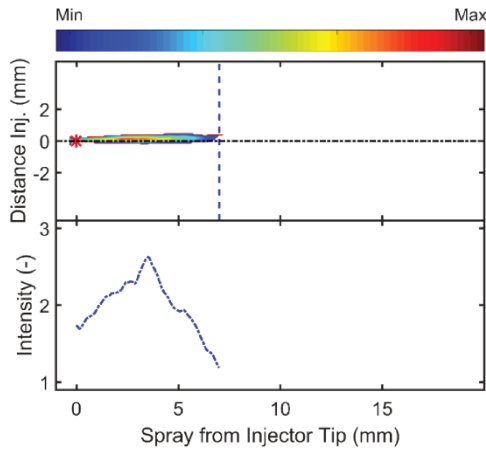 Min Max
Distance Inj. (mm)
2
0
-2
Intensity (-)
3
2
1
0 5 10 15
Spray from Injector Tip (mm)